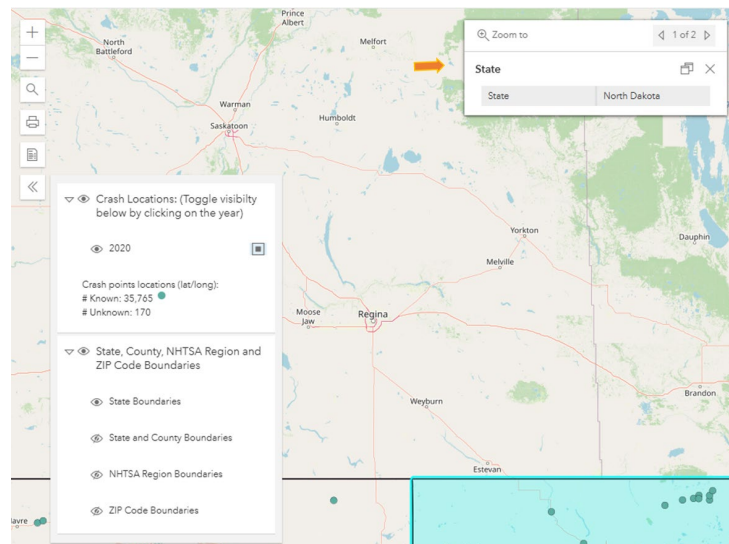 Prince
Albert
North
Battleford
Melfort
Zoom to
1 of 2
State
State
North Dakota
Warman
Humboldt
Saskatoon
Crash Locations: (Toggle visibilty
below by clicking on the year)
2020
Crash points locations (lat/long):
# Known: 35,765
# Unknown: 170
Yorkton
Dauphin
Melville
Moose
Jaw
Regina
State, County, NHTSA Region and
ZIP Code Boundaries
State Boundaries
State and County Boundaries
NHTSA Region Boundaries
ZIP Code Boundaries
Brandon
Weyburn
Estevan
avre